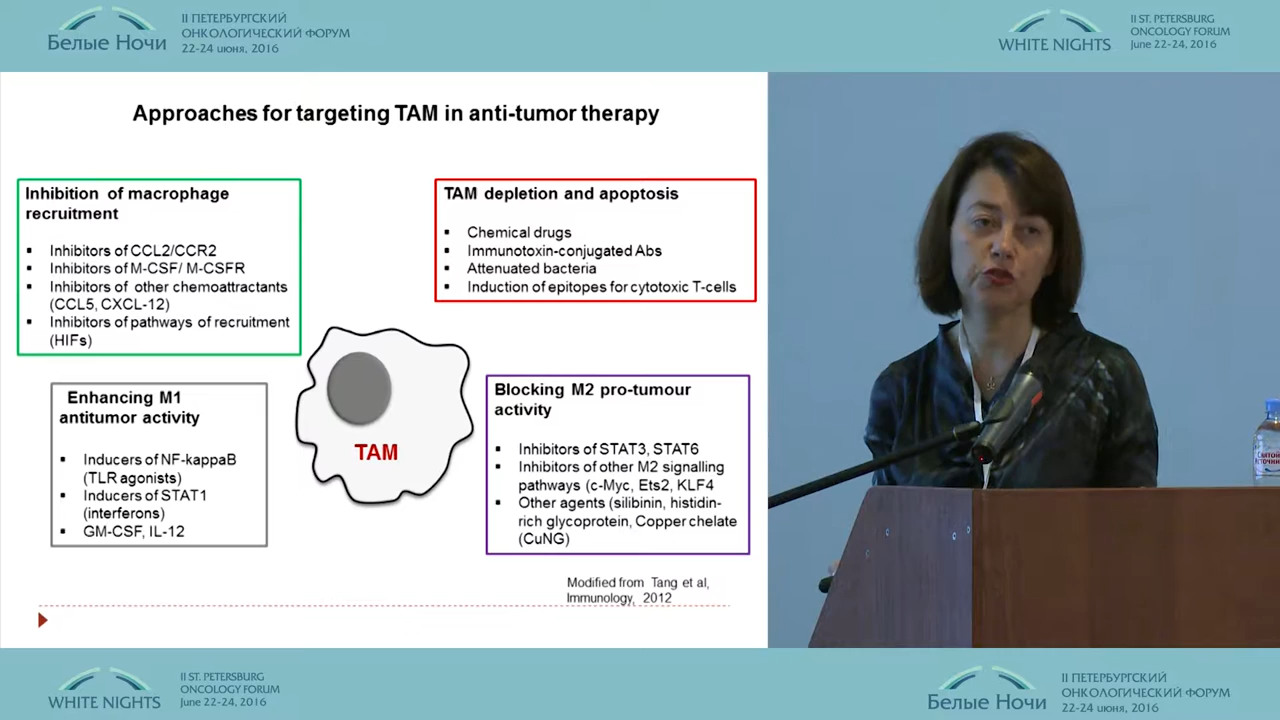 Белые Ночи
II ПЕТЕРБУРГСКИЙ
ОНКОЛОГИЧЕСКИЙ ФОРУМ
22-24 июня, 2016
WHITE NIGHTS
II ST. PETERSBURG
ONCOLOGY FORUM
June 22-24, 2016
Approaches for targeting TAM in anti-tumor therapy
Inhibition of macrophage
recruitment
▪ Inhibitors of CCL2/CCR2
▪ Inhibitors of M-CSF/ M-CSFR
▪ Inhibitors of other chemoattractants
(CCL5, CXCL-12)
▪ Inhibitors of pathways of recruitment
(HIFs)
TAM depletion and apoptosis
▪ Chemical drugs
▪ Immunotoxin-conjugated Abs
▪ Attenuated bacteria
▪ Induction of epitopes for cytotoxic T-cells
Enhancing M1
antitumor activity
▪ Inducers of NF-kappaB
(TLR agonists)
▪ Inducers of STAT1
(interferons)
▪ GM-CSF, IL-12
TAM
Blocking M2 pro-tumour
activity
▪ Inhibitors of STAT3, STAT6
▪ Inhibitors of other M2 signalling
pathways (c-Myc, Ets2, KLF4
▪ Other agents (silibinin, histidin-
rich glycoprotein, Copper chelate
(CuNG)
Modified from Tang et al,
Immunology, 2012
Святой
Источник
WHITE NIGHTS
II ST. PETERSBURG
ONCOLOGY FORUM
June 22-24, 2016
Белые Ночи
II ПЕТЕРБУРГСКИЙ
ОНКОЛОГИЧЕСКИЙ ФОРУМ
22-24 июня, 2016